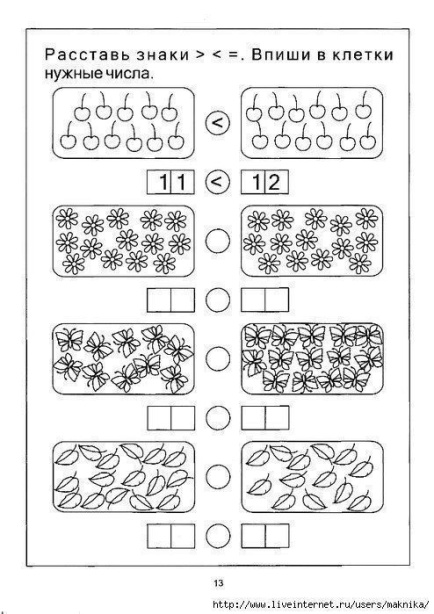 Расставь знаки > < =. Впиши в клетки
нужные числа.
<
11 < 12
13
http://www.liveinternet.ru/users/maknika/